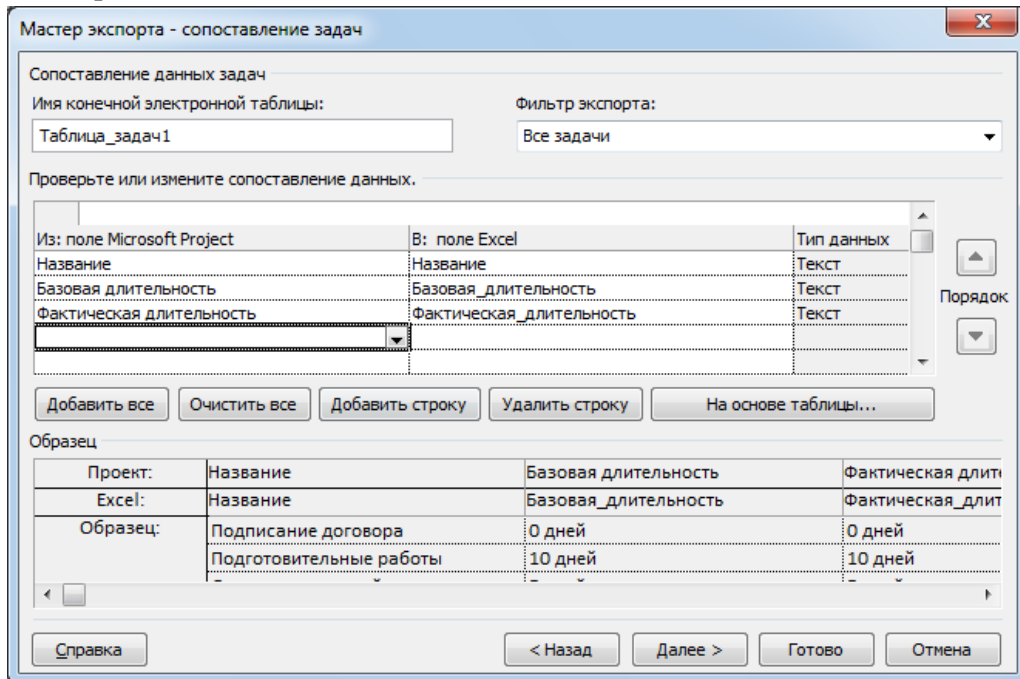 Мастер экспорта - сопоставление задач
Сопоставление данных задач
Имя конечной электронной таблицы: Фильтр экспорта:
Таблица_задач1 Все задачи
Проверьте или измените сопоставление данных.
Из: поле Microsoft Project В: поле Excel Тип данных
Название Название Текст
Базовая длительность Базовая_длительность Текст
Фактическая длительность Фактическая_длительность Текст
Порядок
Добавить все Очистить все Добавить строку Удалить строку На основе таблицы...
Образец
Проект: Название Базовая длительность Фактическая длит
Excel: Название Базовая_длительность Фактическая_длит
Образец: Подписание договора 0 дней 0 дней
Подготовительные работы 10 дней 10 дней
Справка < Назад Далее > Готово Отмена